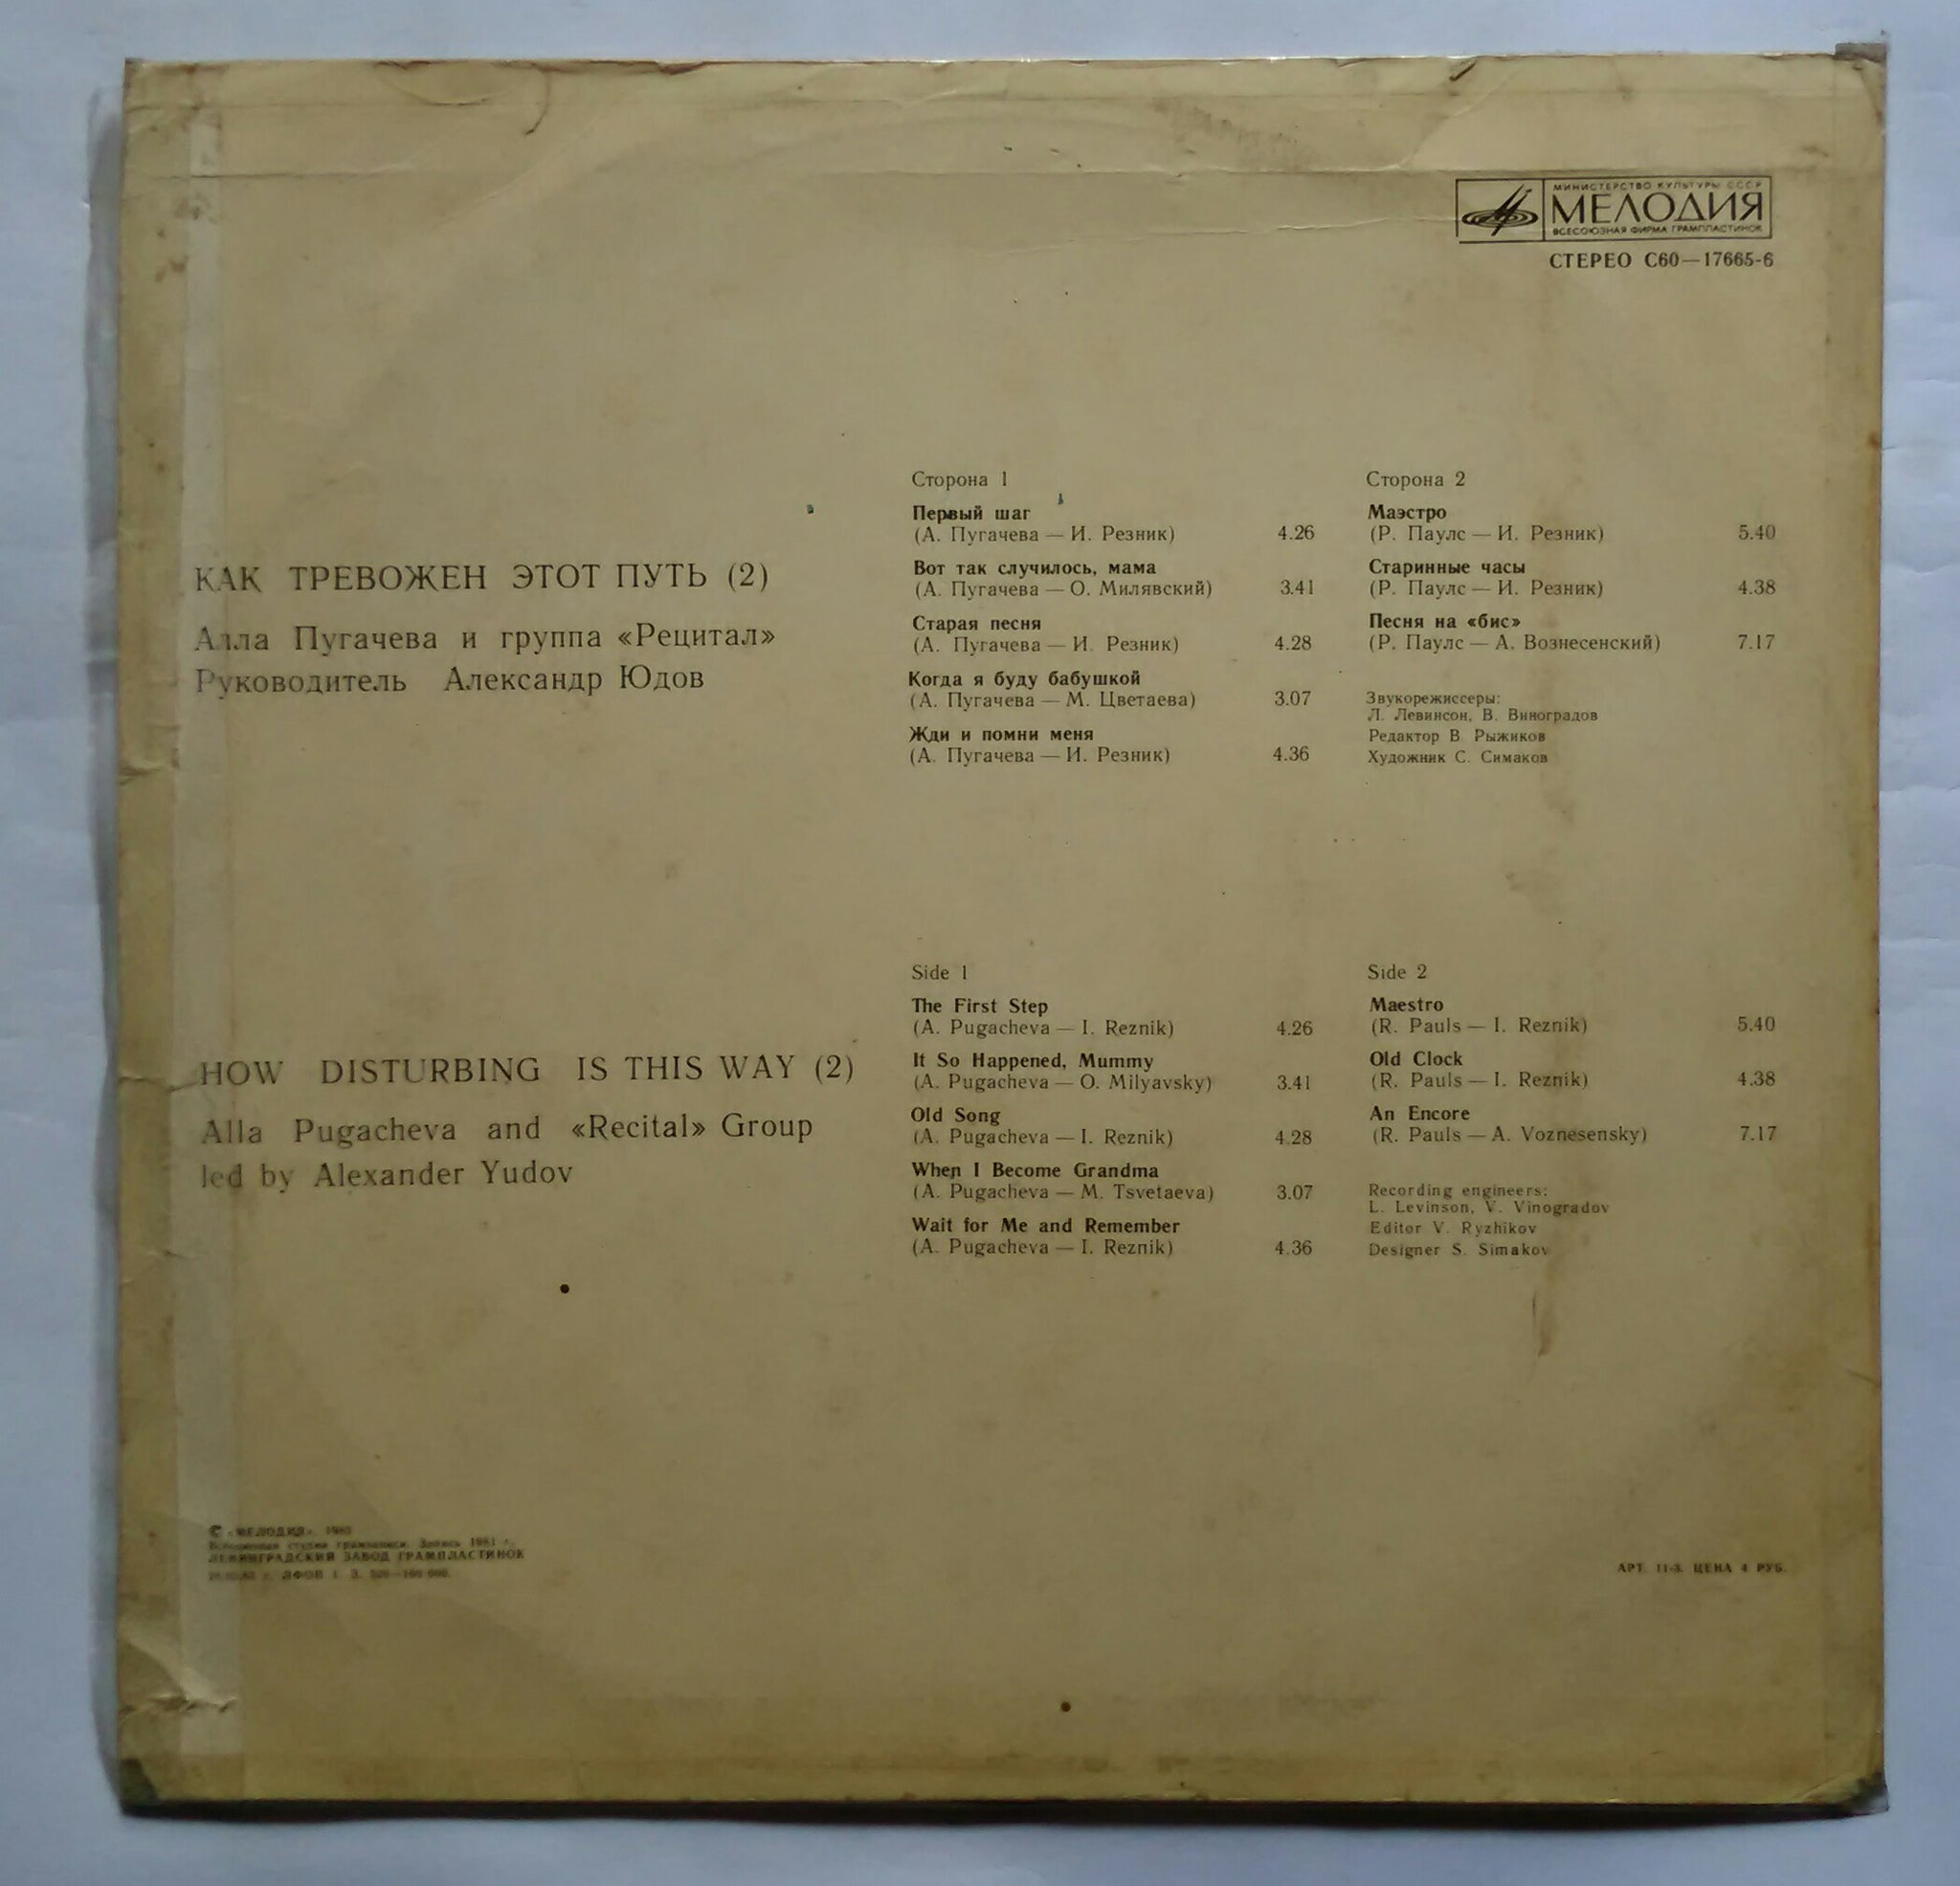 МИНИСТЕРСТВО КУЛЬТУРЫ СССР
МЕЛОДИЯ
ВСЕСОЮЗНАЯ ФИРМА ГРАМПЛАСТИНОК
СТЕРЕО С60—17665-6
КАК ТРЕВОЖЕН ЭТОТ ПУТЬ (2)
Алла Пугачева и группа «Рецитал»
Руководитель Александр Юдов
Сторона 1
Первый шаг
(А. Пугачева — И. Резник) 4.26
Вот так случилось, мама
(А. Пугачева — О. Милявский) 3.41
Старая песня
(А. Пугачева — И. Резник) 4.28
Когда я буду бабушкой
(А. Пугачева — М. Цветаева) 3.07
Жди и помни меня
(А. Пугачева — И. Резник) 4.36
Сторона 2
Маэстро
(Р. Паулс — И. Резник) 5.40
Старинные часы
(Р. Паулс — И. Резник) 4.38
Песня на «бис»
(Р. Паулс — А. Вознесенский) 7.17
Звукорежиссеры:
Л. Левинсон, В. Виноградов
Редактор В. Рыжиков
Художник С. Симаков
HOW DISTURBING IS THIS WAY (2)
Alla Pugacheva and «Recital» Group
led by Alexander Yudov
Side 1
The First Step
(A. Pugacheva — I. Reznik) 4.26
It So Happened, Mummy
(A. Pugacheva — O. Milyavsky) 3.41
Old Song
(A. Pugacheva — I. Reznik) 4.28
When I Become Grandma
(A. Pugacheva — M. Tsvetaeva) 3.07
Wait for Me and Remember
(A. Pugacheva — I. Reznik) 4.36
Side 2
Maestro
(R. Pauls — I. Reznik) 5.40
Old Clock
(R. Pauls — I. Reznik) 4.38
An Encore
(R. Pauls — A. Voznesensky) 7.17
Recording engineers:
L. Levinson, V. Vinogradov
Editor V. Ryzhikov
Designer S. Simakov
© «МЕЛОДИЯ»,
Всесоюзная студия грамзаписи. Запись 1981 г.
ЛЕНИНГРАДСКИЙ ЗАВОД ГРАМПЛАСТИНОК
АРТ. 11-3. ЦЕНА 4 РУБ.